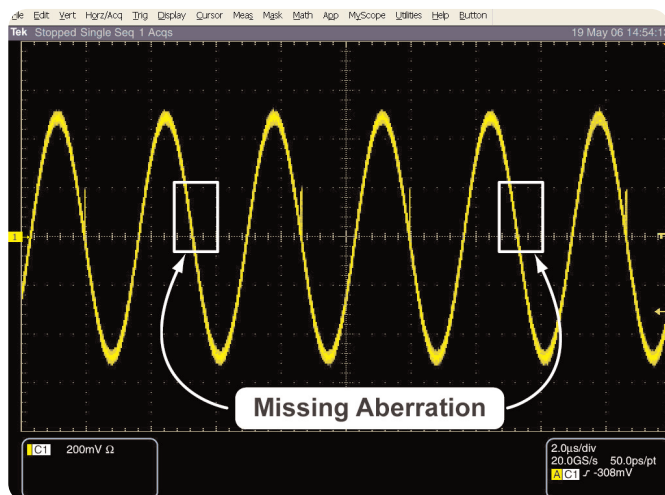 Edit Vert Horz/Acq Trig Display Cursor Meas Mask Math App MyScope Utilities Help Button
Tek Stopped Single Seq 1 Acqs 19 May 06 14:54:13
1
Missing Aberration
C1 200mV Ω
2.0µs/div
20.0GS/s 50.0ps/pt
A C1 ∫ -308mV